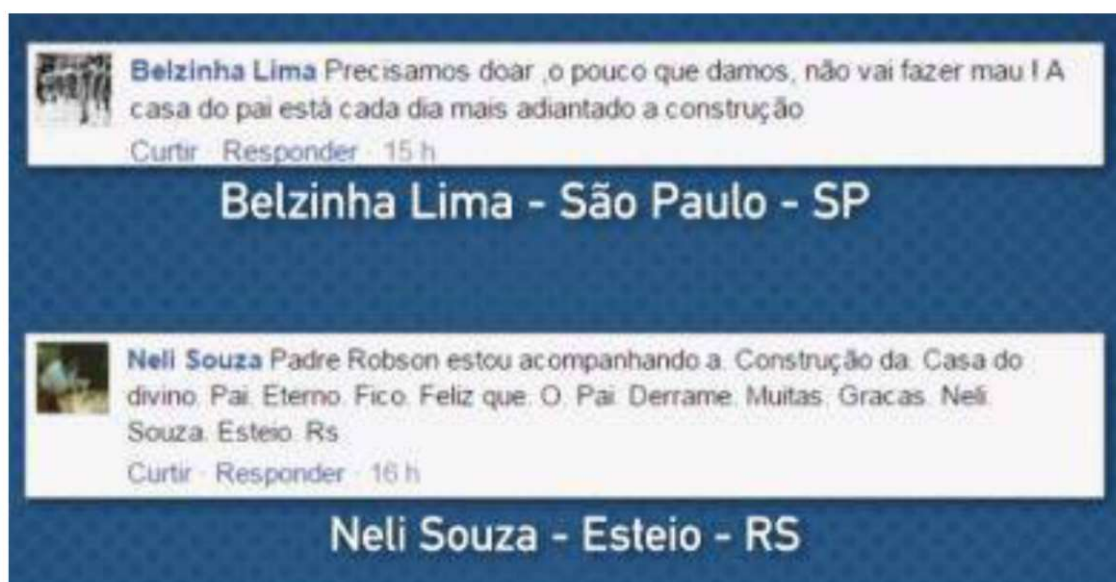 Belzinha Lima Precisamos doar ,o pouco que damos, não vai fazer mau ! A
casa do pai está cada dia mais adiantado a construção
Curtir · Responder · 15 h
Belzinha Lima - São Paulo - SP
Neli Souza Padre Robson estou acompanhando a. Construção da. Casa do
divino. Pai. Eterno. Fico. Feliz que. O. Pai. Derrame. Muitas. Gracas. Neli.
Souza. Esteio. Rs
Curtir · Responder · 16 h
Neli Souza - Esteio - RS